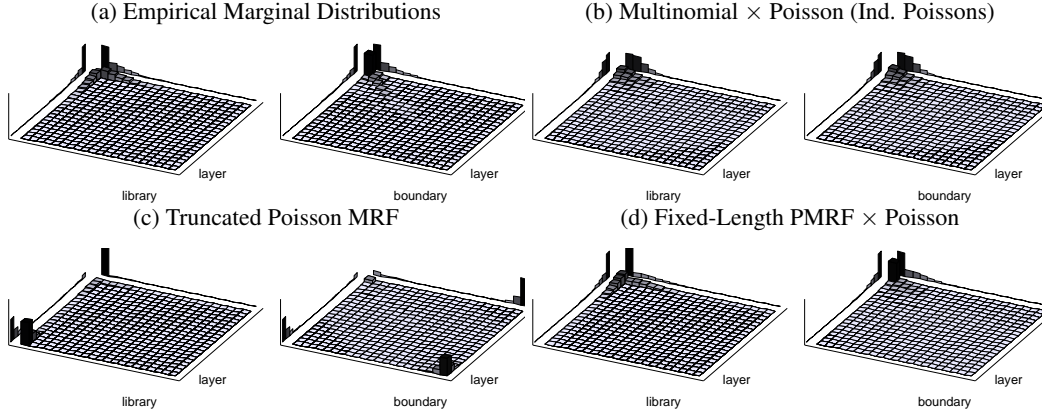 (a) Empirical Marginal Distributions
(b) Multinomial × Poisson (Ind. Poissons)
layer
library
layer
boundary
layer
library
layer
boundary
(c) Truncated Poisson MRF
(d) Fixed-Length PMRF × Poisson
layer
library
layer
boundary
layer
library
layer
boundary